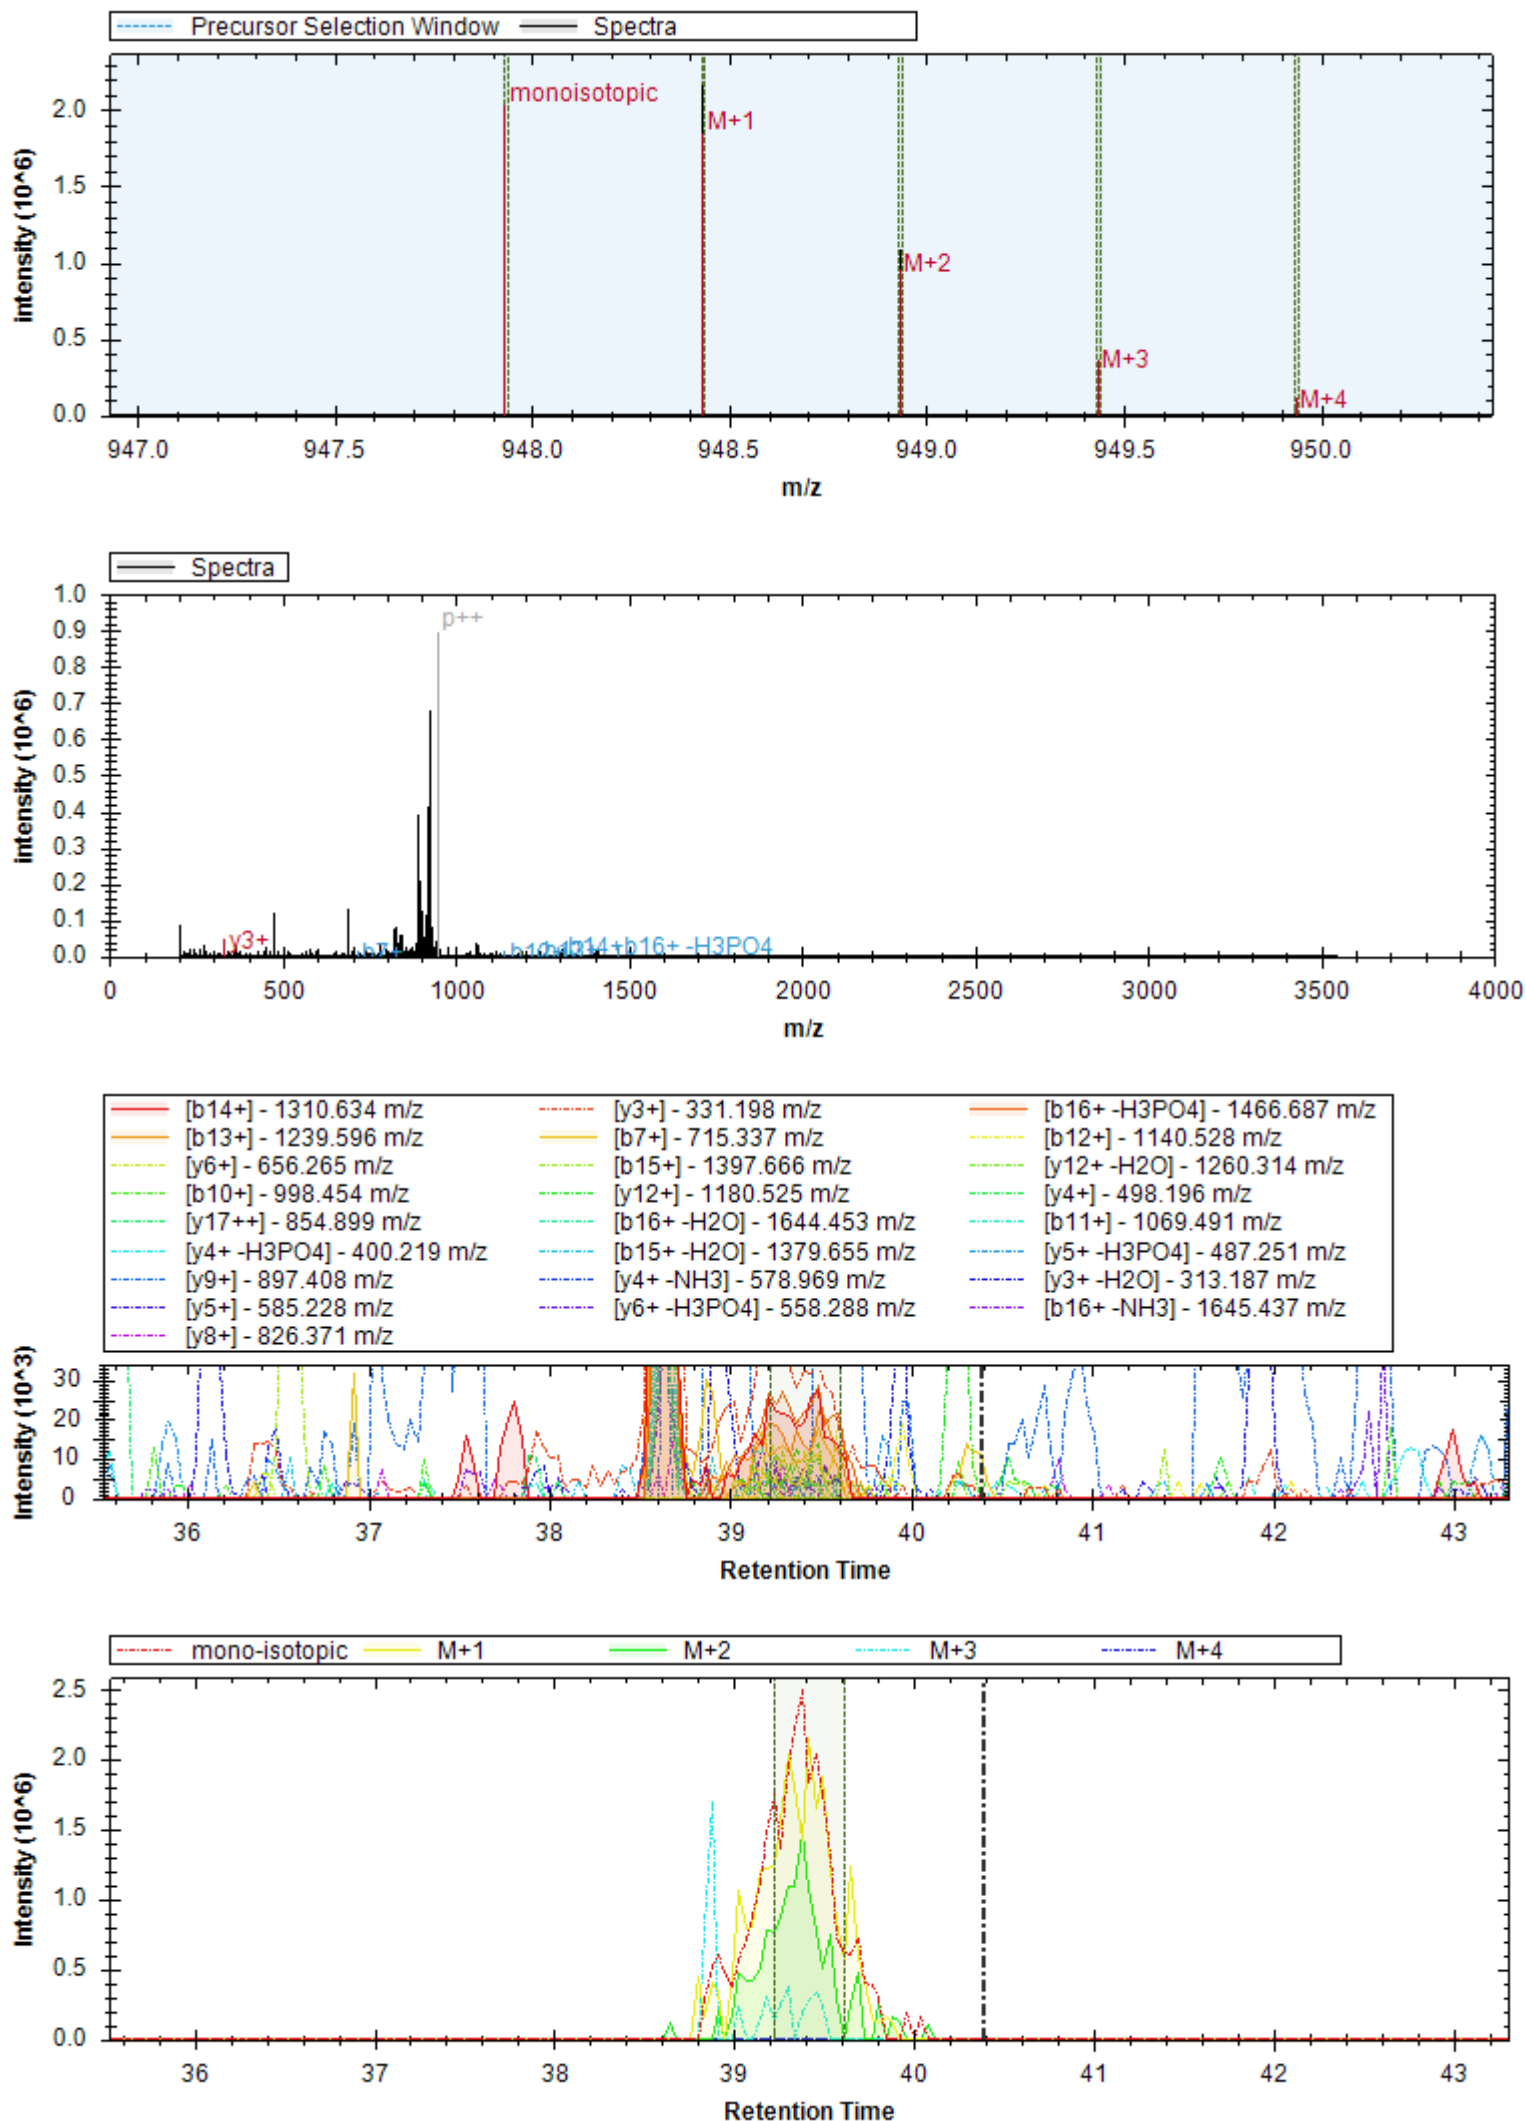 Precursor Selection Window Spectra
2.0
1.5
1.0
0.5
0.0
intensity (10^6)
monoisotopic
M+1
M+2
M+3
M+4
947.0 947.5 948.0 948.5 949.0 949.5 950.0
m/z
Spectra
1.0
0.9
0.8
0.7
0.6
0.5
0.4
0.3
0.2
0.1
0.0
intensity (10^6)
p++
y3+
b14+ b16+ -H3PO4
0 500 1000 1500 2000 2500 3000 3500 4000
m/z
[b14+] - 1310.634 m/z [y3+] - 331.198 m/z [b16+ -H3PO4] - 1466.687 m/z
[b13+] - 1239.596 m/z [b7+] - 715.337 m/z [b12+] - 1140.528 m/z
[y6+] - 656.265 m/z [b15+] - 1397.666 m/z [y12+ -H2O] - 1260.314 m/z
[b10+] - 998.454 m/z [y12+] - 1180.525 m/z [y4+] - 498.196 m/z
[y17++] - 854.899 m/z [b16+ -H2O] - 1644.453 m/z [b11+] - 1069.491 m/z
[y4+ -H3PO4] - 400.219 m/z [b15+ -H2O] - 1379.655 m/z [y5+ -H3PO4] - 487.251 m/z
[y9+] - 897.408 m/z [y4+ -NH3] - 578.969 m/z [y3+ -H2O] - 313.187 m/z
[y5+] - 585.228 m/z [y6+ -H3PO4] - 558.288 m/z [b16+ -NH3] - 1645.437 m/z
[y8+] - 826.371 m/z
30
20
10
0
Intensity (10^3)
36 37 38 39 40 41 42 43
Retention Time
mono-isotopic M+1 M+2 M+3 M+4
2.5
2.0
1.5
1.0
0.5
0.0
Intensity (10^6)
36 37 38 39 40 41 42 43
Retention Time